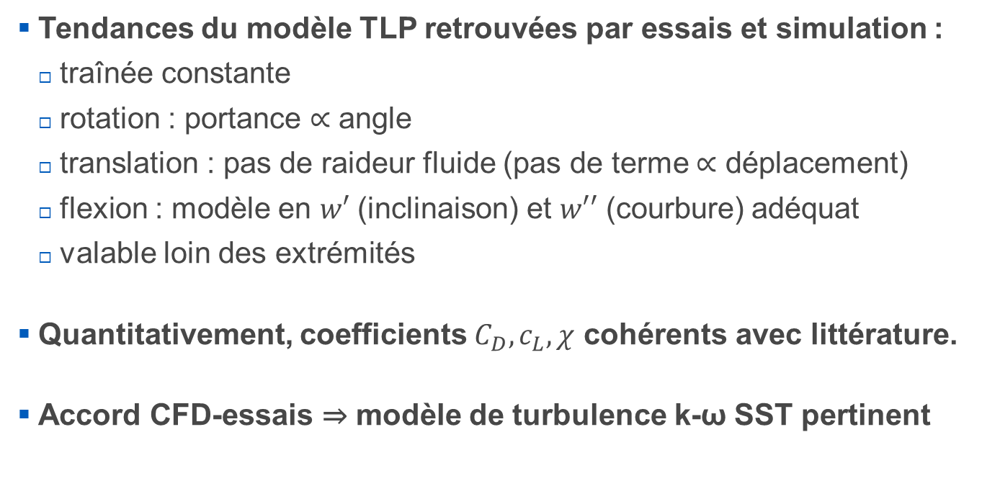 ▪ Tendances du modèle TLP retrouvées par essais et simulation :
□ traînée constante
□ rotation : portance ∝ angle
□ translation : pas de raideur fluide (pas de terme ∝ déplacement)
□ flexion : modèle en w′ (inclinaison) et w′′ (courbure) adéquat
□ valable loin des extrémités
▪ Quantitativement, coefficients C_D, c_L, χ cohérents avec littérature.
▪ Accord CFD-essais ⇒ modèle de turbulence k-ω SST pertinent